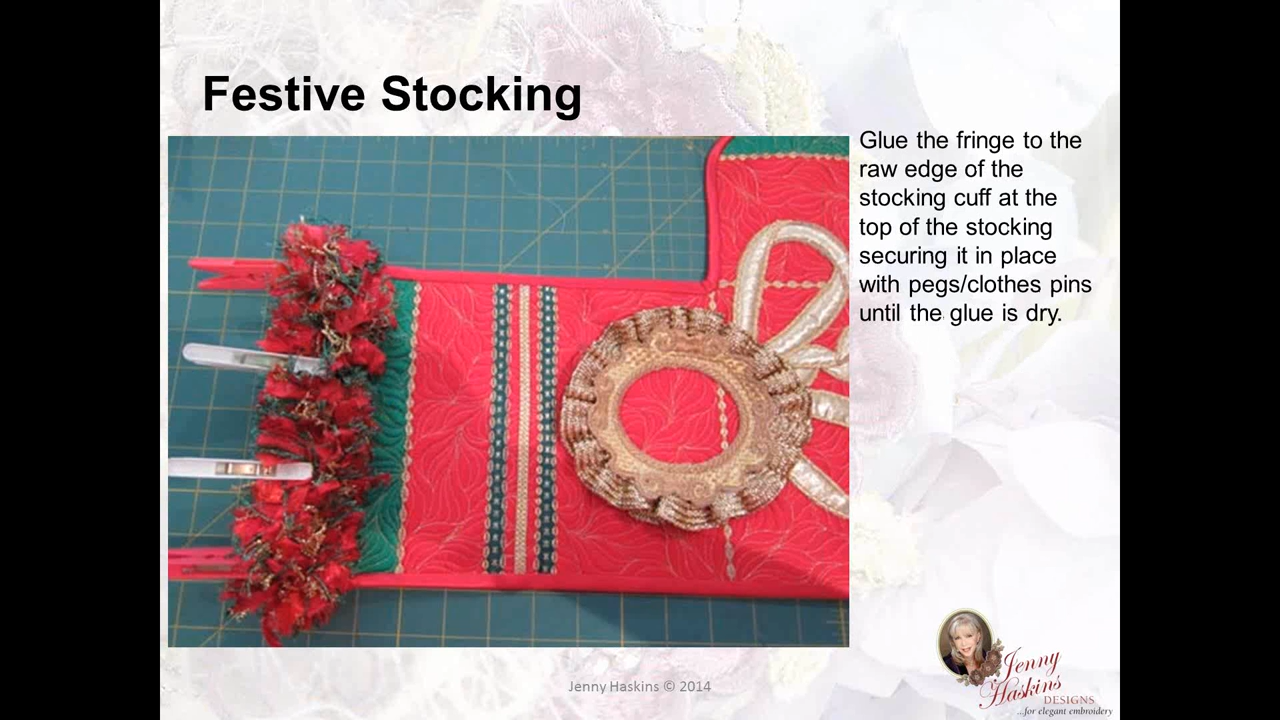 Festive Stocking
Glue the fringe to the
raw edge of the
stocking cuff at the
top of the stocking
securing it in place
with pegs/clothes pins
until the glue is dry.
Jenny Haskins © 2014
Jenny
Haskins
DESIGNS
...for elegant embroidery